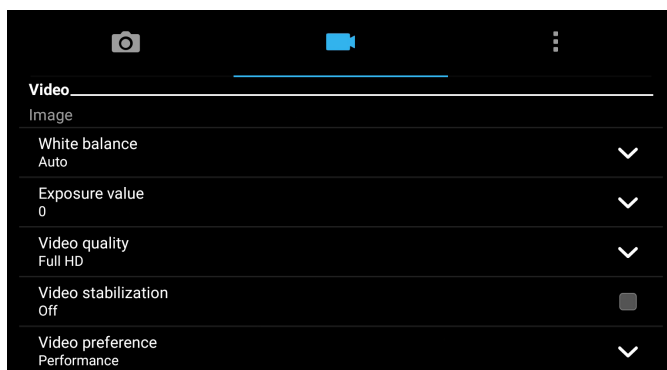 Video
Image
White balance
Auto
Exposure value
0
Video quality
Full HD
Video stabilization
Off
Video preference
Performance